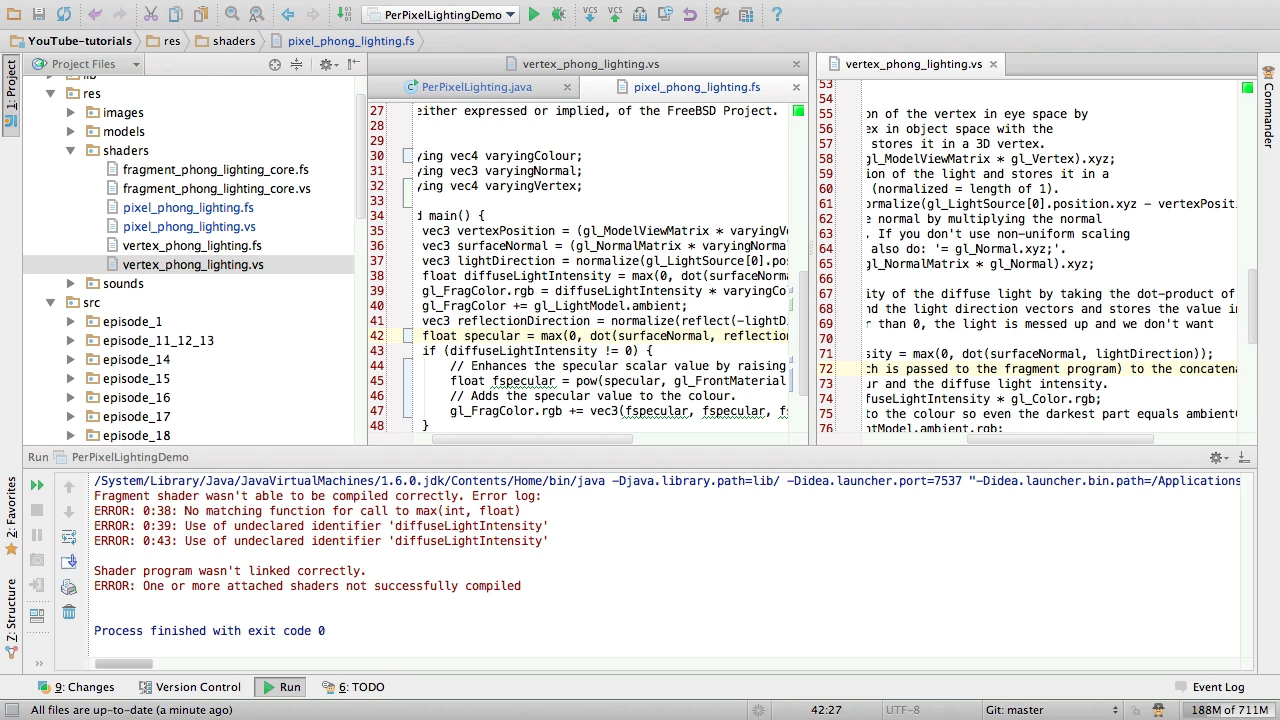 PerPixelLightingDemo
YouTube-tutorials
res
shaders
pixel_phong_lighting.fs
1: Project
Project Files
lib
res
images
models
shaders
fragment_phong_lighting_core.fs
fragment_phong_lighting_core.vs
pixel_phong_lighting.fs
pixel_phong_lighting.vs
vertex_phong_lighting.fs
vertex_phong_lighting.vs
sounds
src
episode_1
episode_11_12_13
episode_14
episode_15
episode_16
episode_17
episode_18
vertex_phong_lighting.vs
PerPixelLighting.java
pixel_phong_lighting.fs
27 either expressed or implied, of the FreeBSD Project.
28
29
30 ying vec4 varyingColour;
31 ying vec3 varyingNormal;
32 ying vec4 varyingVertex;
33
34 d main() {
35 vec3 vertexPosition = (gl_ModelViewMatrix * varyingV
36 vec3 surfaceNormal = (gl_NormalMatrix * varyingNorma
37 vec3 lightDirection = normalize(gl_LightSource[0].po
38 float diffuseLightIntensity = max(0, dot(surfaceNorm
39 gl_FragColor.rgb = diffuseLightIntensity * varyingCo
40 gl_FragColor += gl_LightModel.ambient;
41 vec3 reflectionDirection = normalize(reflect(-lightD
42 float specular = max(0, dot(surfaceNormal, reflection
43 if (diffuseLightIntensity != 0) {
44 // Enhances the specular scalar value by raising
45 float fspecular = pow(specular, gl_FrontMaterial
46 // Adds the specular value to the colour.
47 gl_FragColor.rgb += vec3(fspecular, fspecular, f
48 }
vertex_phong_lighting.vs
53
54
55 on of the vertex in eye space by
56 ex in object space with the
57 stores it in a 3D vertex.
58 (gl_ModelViewMatrix * gl_Vertex).xyz;
59 ion of the light and stores it in a
60 (normalized = length of 1).
61 normalize(gl_LightSource[0].position.xyz - vertexPosit
62 e normal by multiplying the normal
63 . If you don't use non-uniform scaling
64 also do: '= gl_Normal.xyz;'.
65 gl_NormalMatrix * gl_Normal).xyz;
66
67 ity of the diffuse light by taking the dot-product of
68 nd the light direction vectors and stores the value in
69 r than 0, the light is messed up and we don't want
70
71 sity = max(0, dot(surfaceNormal, lightDirection));
72 ch is passed to the fragment program) to the concatena
73 ur and the diffuse light intensity.
74 fuseLightIntensity * gl_Color.rgb;
75 to the colour so even the darkest part equals ambient
76 ntModel.ambient.rgb;
Commander
Run PerPixelLightingDemo
/System/Library/Java/JavaVirtualMachines/1.6.0.jdk/Contents/Home/bin/java -Djava.library.path=lib/ -Didea.launcher.port=7537 "-Didea.launcher.bin.path=/Applications
Fragment shader wasn't able to be compiled correctly. Error log:
ERROR: 0:38: No matching function for call to max(int, float)
ERROR: 0:39: Use of undeclared identifier 'diffuseLightIntensity'
ERROR: 0:43: Use of undeclared identifier 'diffuseLightIntensity'
Shader program wasn't linked correctly.
ERROR: One or more attached shaders not successfully compiled
Process finished with exit code 0
2: Favorites
Z: Structure
9: Changes
Version Control
Run
6: TODO
Event Log
All files are up-to-date (a minute ago)
42:27
UTF-8
Git: master
188M of 711M